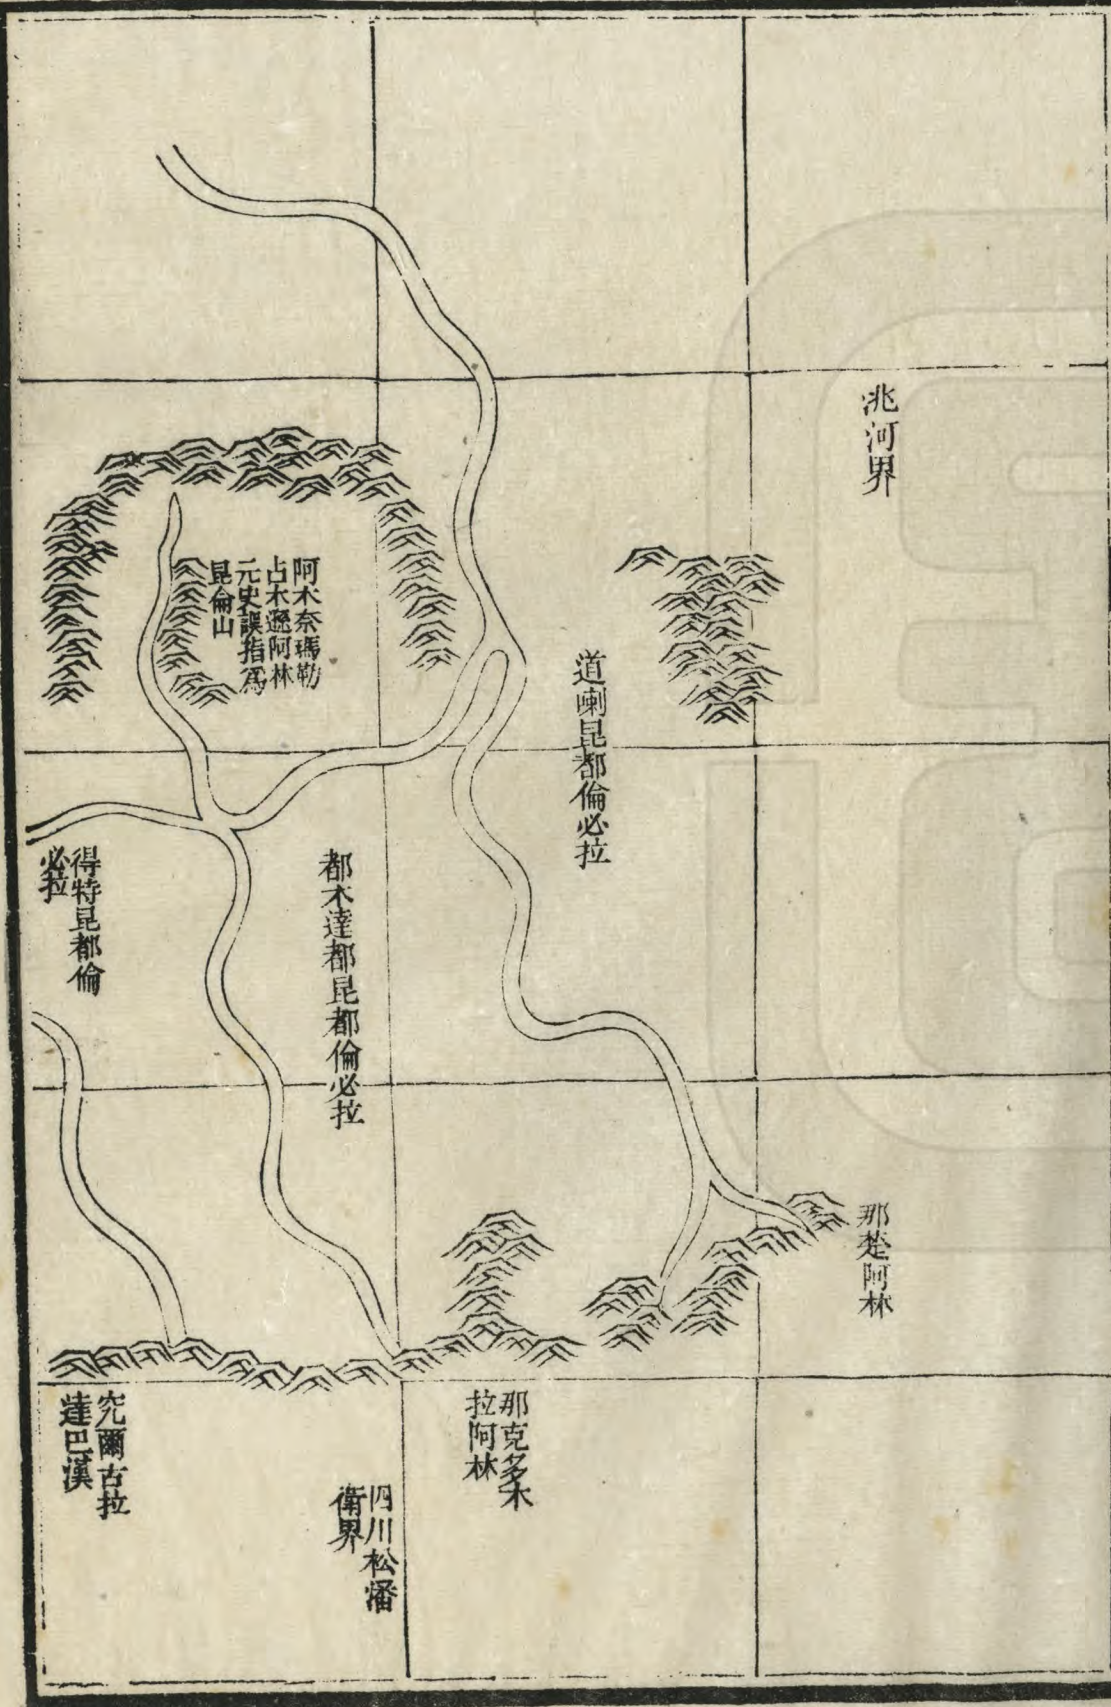 洮河界
道喇昆都倫必拉
那楚阿林
阿木奈瑪勒
占木遜阿林
元史誤指爲
昆侖山
都木達都昆都倫必拉
得特昆都倫
必拉
那克多木
拉阿林
四川松潘
衛界
究爾古拉
達巴漢